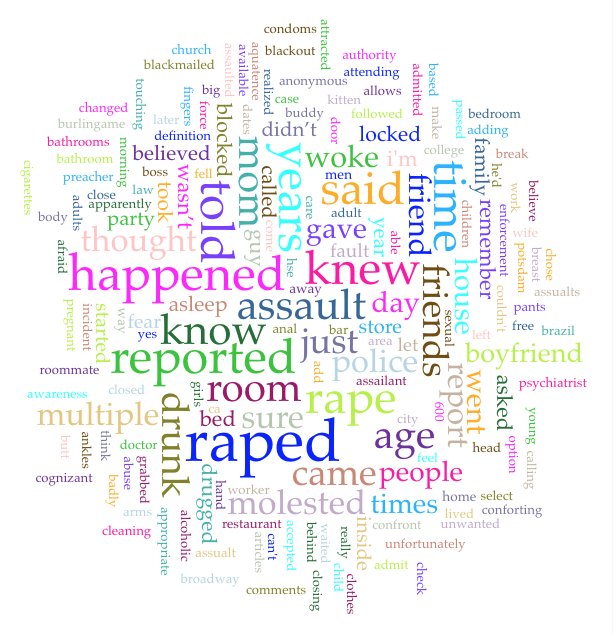 condoms
attracted
church
blackmailed
assaulted
available
aquatence
blackout
realized
authority
attending
anonymous
allows
admitted
based
touching
fingers
big
force
case
kitten
buddy
followed
make
passed
bedroom
adding
changed
later
blocked
dates
didn't
door
locked
college
burlingame
definition
bathrooms
believed
mom
years
woke
i'm
family
he'd
break
bathroom
morning
boss
fell
called
men
said
friend
time
preacher
law
wasn't
told
care
adult
children
remember
work
believe
cigarettes
adults
close
apparently
took
guy
come
gave
year
able
enforcement
wife
body
party
fault
potsdam
breast
chose
afraid
thought
hse
knew
house
couldn't
assualts
happened
away
friends
sexual
pants
pregnant
incident
started
way
fear
asleep
assault
day
left
free
brazil
yes
know
anal
bar
just
store
area
let
boyfriend
roommate
reported
police
report
went
asked
psychiatrist
awareness
closed
girls
room
add
assailant
rape
600
young
multiple
drunk
ca
bed
sure
city
age
option
calling
butt
ankles
think
doctor
raped
feel
head
cognizant
badly
abuse
grabbed
came
people
arms
drugged
hand
worker
molested
times
home
select
lived
conforting
cleaning
appropriate
alcoholic
restaurant
inside
confront
unwanted
assualt
articles
can't
accepted
behind
waited
really
unfortunately
broadway
closing
child
clothes
admit
check
comments